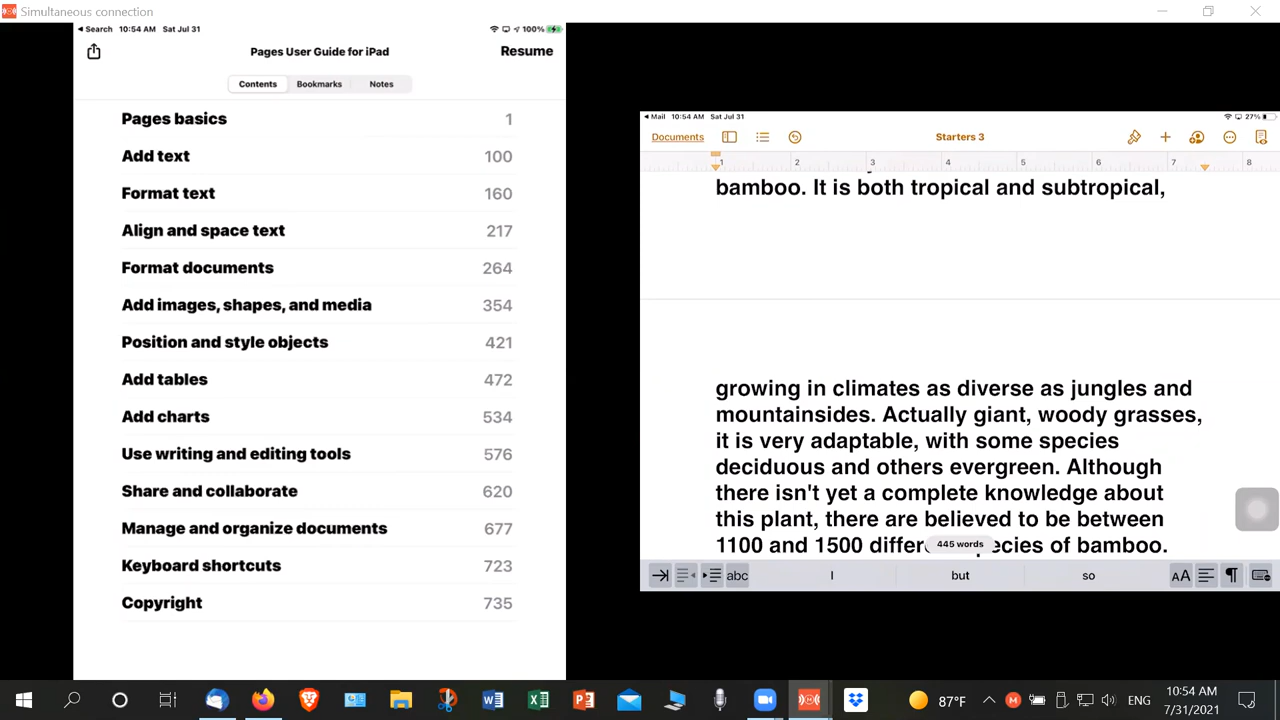 Simultaneous connection
Search 10:54 AM Sat Jul 31 100%
Pages User Guide for iPad
Resume
Contents Bookmarks Notes
Pages basics 1
Add text 100
Format text 160
Align and space text 217
Format documents 264
Add images, shapes, and media 354
Position and style objects 421
Add tables 472
Add charts 534
Use writing and editing tools 576
Share and collaborate 620
Manage and organize documents 677
Keyboard shortcuts 723
Copyright 735
Mail 10:54 AM Sat Jul 31 27%
Documents
Starters 3
1 2 3 4 5 6 7 8
bamboo. It is both tropical and subtropical,
growing in climates as diverse as jungles and
mountainsides. Actually giant, woody grasses,
it is very adaptable, with some species
deciduous and others evergreen. Although
there isn't yet a complete knowledge about
this plant, there are believed to be between
1100 and 1500 differ ecies of bamboo.
445 words
abc I but so AA
87°F ENG
10:54 AM
7/31/2021